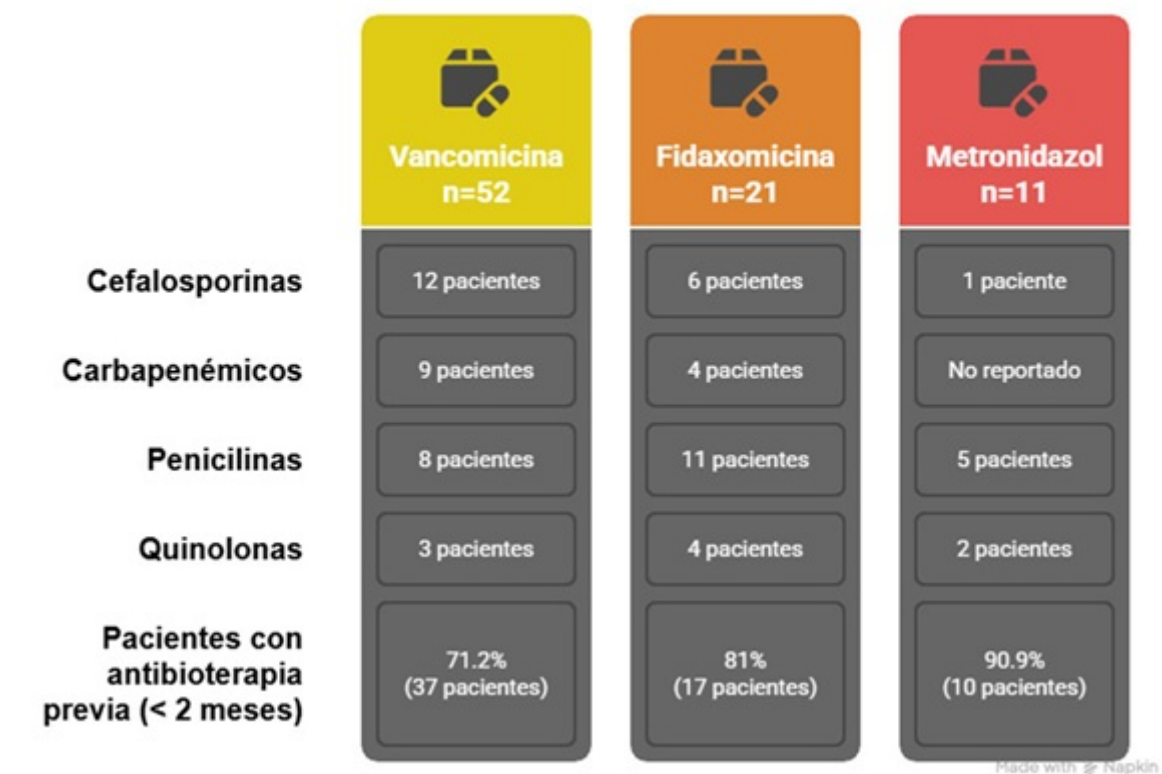 Vancomicina
n=52
Fidaxomicina
n=21
Metronidazol
n=11
Cefalosporinas
12 pacientes
6 pacientes
1 paciente
Carbapenémicos
9 pacientes
4 pacientes
No reportado
Penicilinas
8 pacientes
11 pacientes
5 pacientes
Quinolonas
3 pacientes
4 pacientes
2 pacientes
Pacientes con
antibioterapia
previa (< 2 meses)
71.2%
(37 pacientes)
81%
(17 pacientes)
90.9%
(10 pacientes)
Made with Napkin